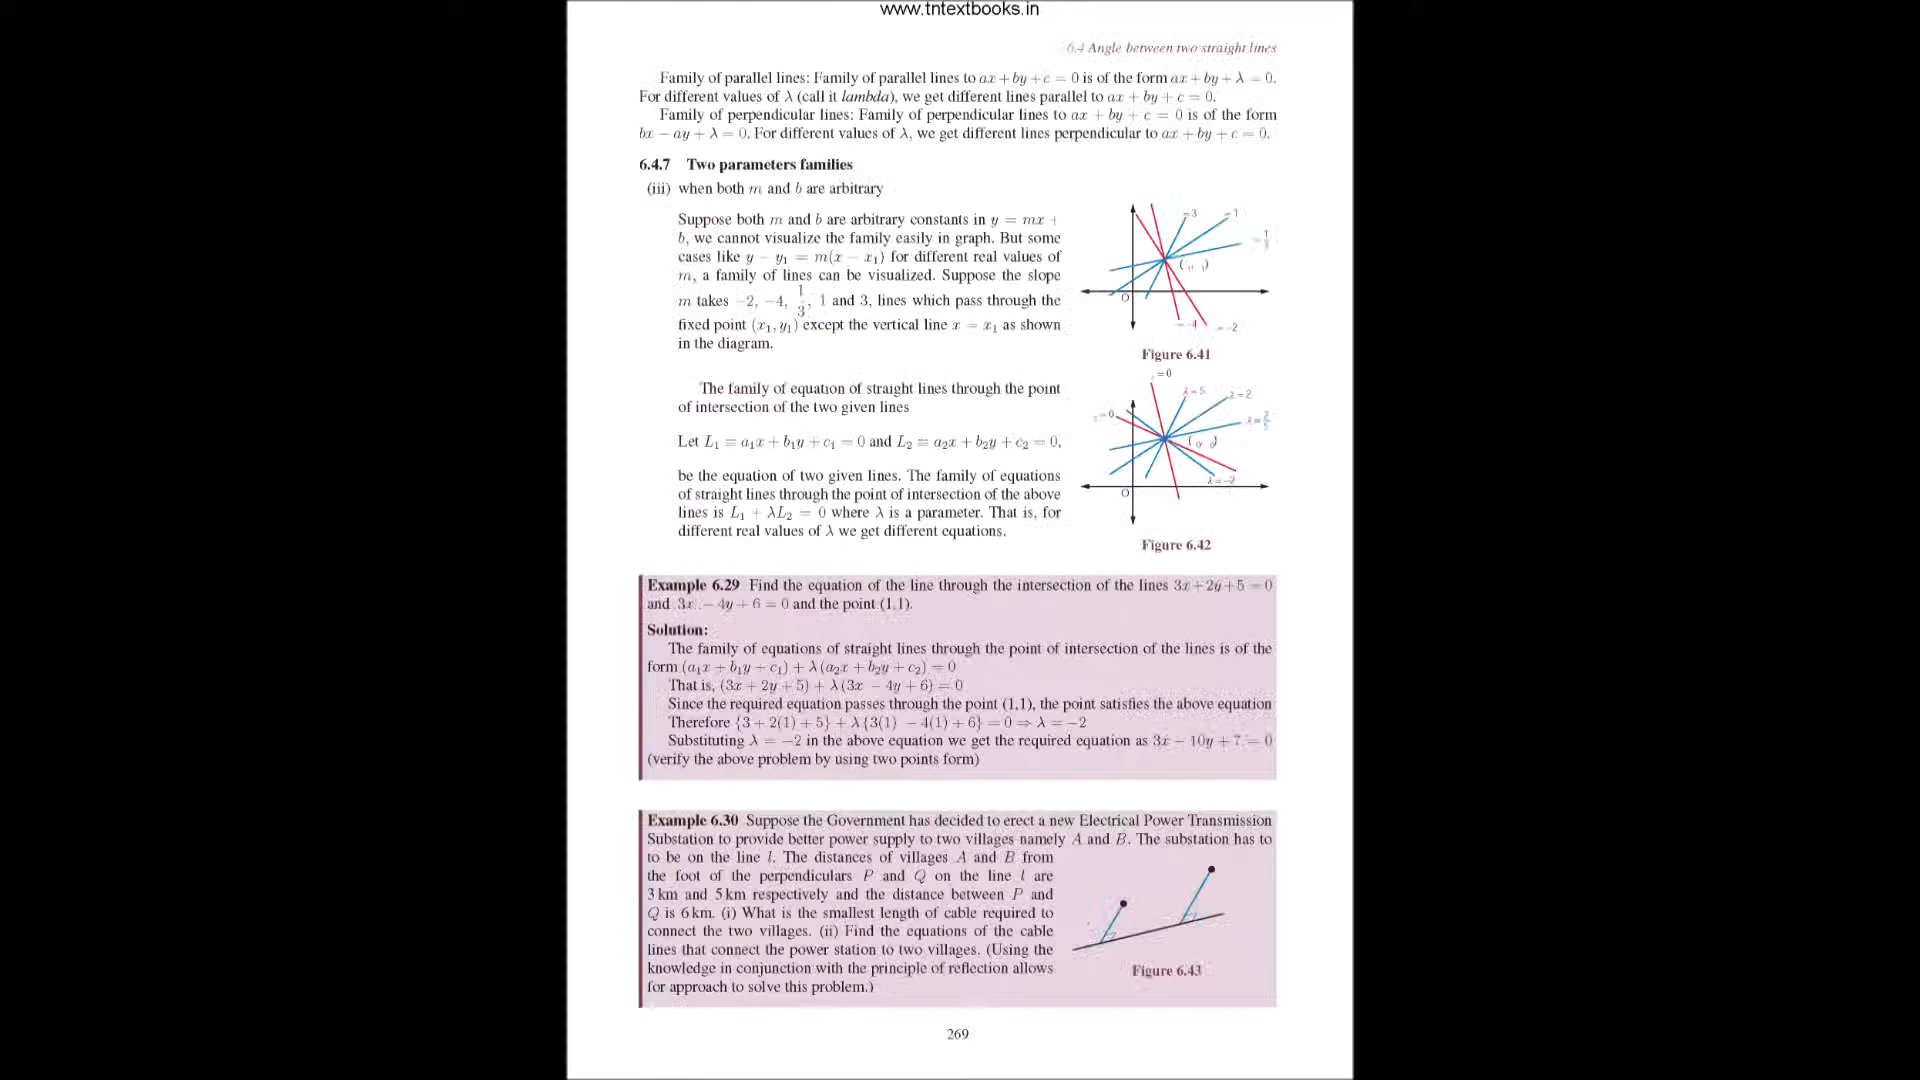 www.tntextbooks.in
6.4 Angle between two straight lines
Family of parallel lines: Family of parallel lines to ax + by + c = 0 is of the form ax + by + λ = 0.
For different values of λ (call it lambda), we get different lines parallel to ax + by + c = 0.
Family of perpendicular lines: Family of perpendicular lines to ax + by + c = 0 is of the form
bx − ay + λ = 0. For different values of λ, we get different lines perpendicular to ax + by + c = 0.
6.4.7 Two parameters families
(iii) when both m and b are arbitrary
Suppose both m and b are arbitrary constants in y = mx +
b, we cannot visualize the family easily in graph. But some
cases like y − y₁ = m(x − x₁) for different real values of
m, a family of lines can be visualized. Suppose the slope
m takes −2, −4, 1/3, 1 and 3, lines which pass through the
fixed point (x₁, y₁) except the vertical line x = x₁ as shown
in the diagram.
=3
=1
O
=-4
=-2
Figure 6.41
The family of equation of straight lines through the point
of intersection of the two given lines
Let L₁ ≡ a₁x + b₁y + c₁ = 0 and L₂ ≡ a₂x + b₂y + c₂ = 0,
be the equation of two given lines. The family of equations
of straight lines through the point of intersection of the above
lines is L₁ + λL₂ = 0 where λ is a parameter. That is, for
different real values of λ we get different equations.
=0
λ=5
λ=2
=0
λ=-2
O
Figure 6.42
Example 6.29 Find the equation of the line through the intersection of the lines 3x+2y+5 = 0
and 3x − 4y + 6 = 0 and the point (1,1).
Solution:
The family of equations of straight lines through the point of intersection of the lines is of the
form (a₁x + b₁y + c₁) + λ(a₂x + b₂y + c₂) = 0
That is, (3x + 2y + 5) + λ(3x − 4y + 6) = 0
Since the required equation passes through the point (1,1), the point satisfies the above equation
Therefore {3 + 2(1) + 5} + λ{3(1) − 4(1) + 6} = 0 ⇒ λ = −2
Substituting λ = −2 in the above equation we get the required equation as 3x − 10y + 7 = 0
(verify the above problem by using two points form)
Example 6.30 Suppose the Government has decided to erect a new Electrical Power Transmission
Substation to provide better power supply to two villages namely A and B. The substation has to
to be on the line l. The distances of villages A and B from
the foot of the perpendiculars P and Q on the line l are
3 km and 5 km respectively and the distance between P and
Q is 6 km. (i) What is the smallest length of cable required to
connect the two villages. (ii) Find the equations of the cable
lines that connect the power station to two villages. (Using the
knowledge in conjunction with the principle of reflection allows
for approach to solve this problem.)
Figure 6.43
269